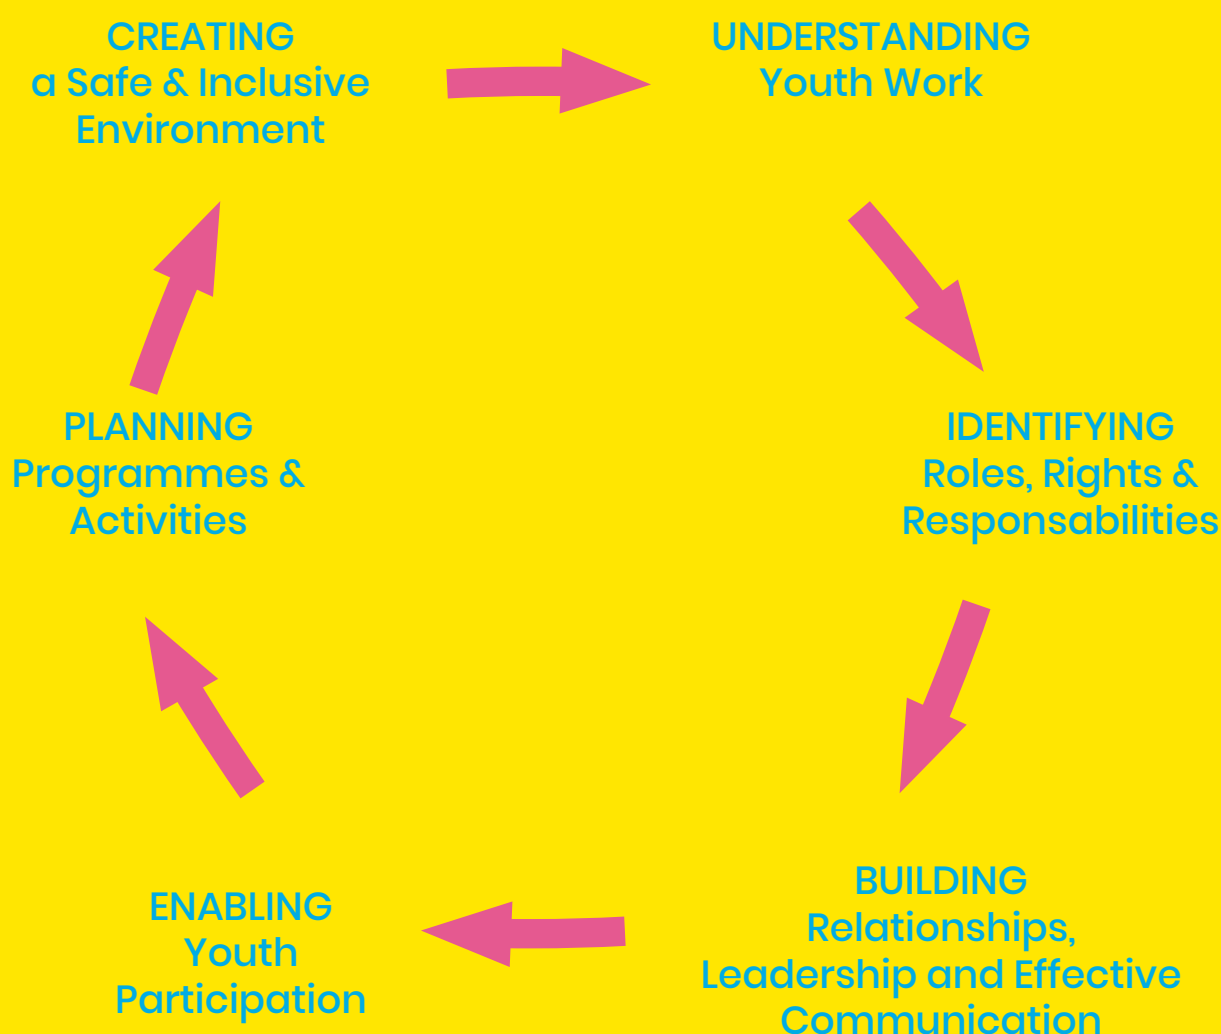 CREATING
a Safe & Inclusive
Environment
UNDERSTANDING
Youth Work
IDENTIFYING
Roles, Rights &
Responsabilities
BUILDING
Relationships,
Leadership and Effective
Communication
ENABLING
Youth
Participation
PLANNING
Programmes &
Activities